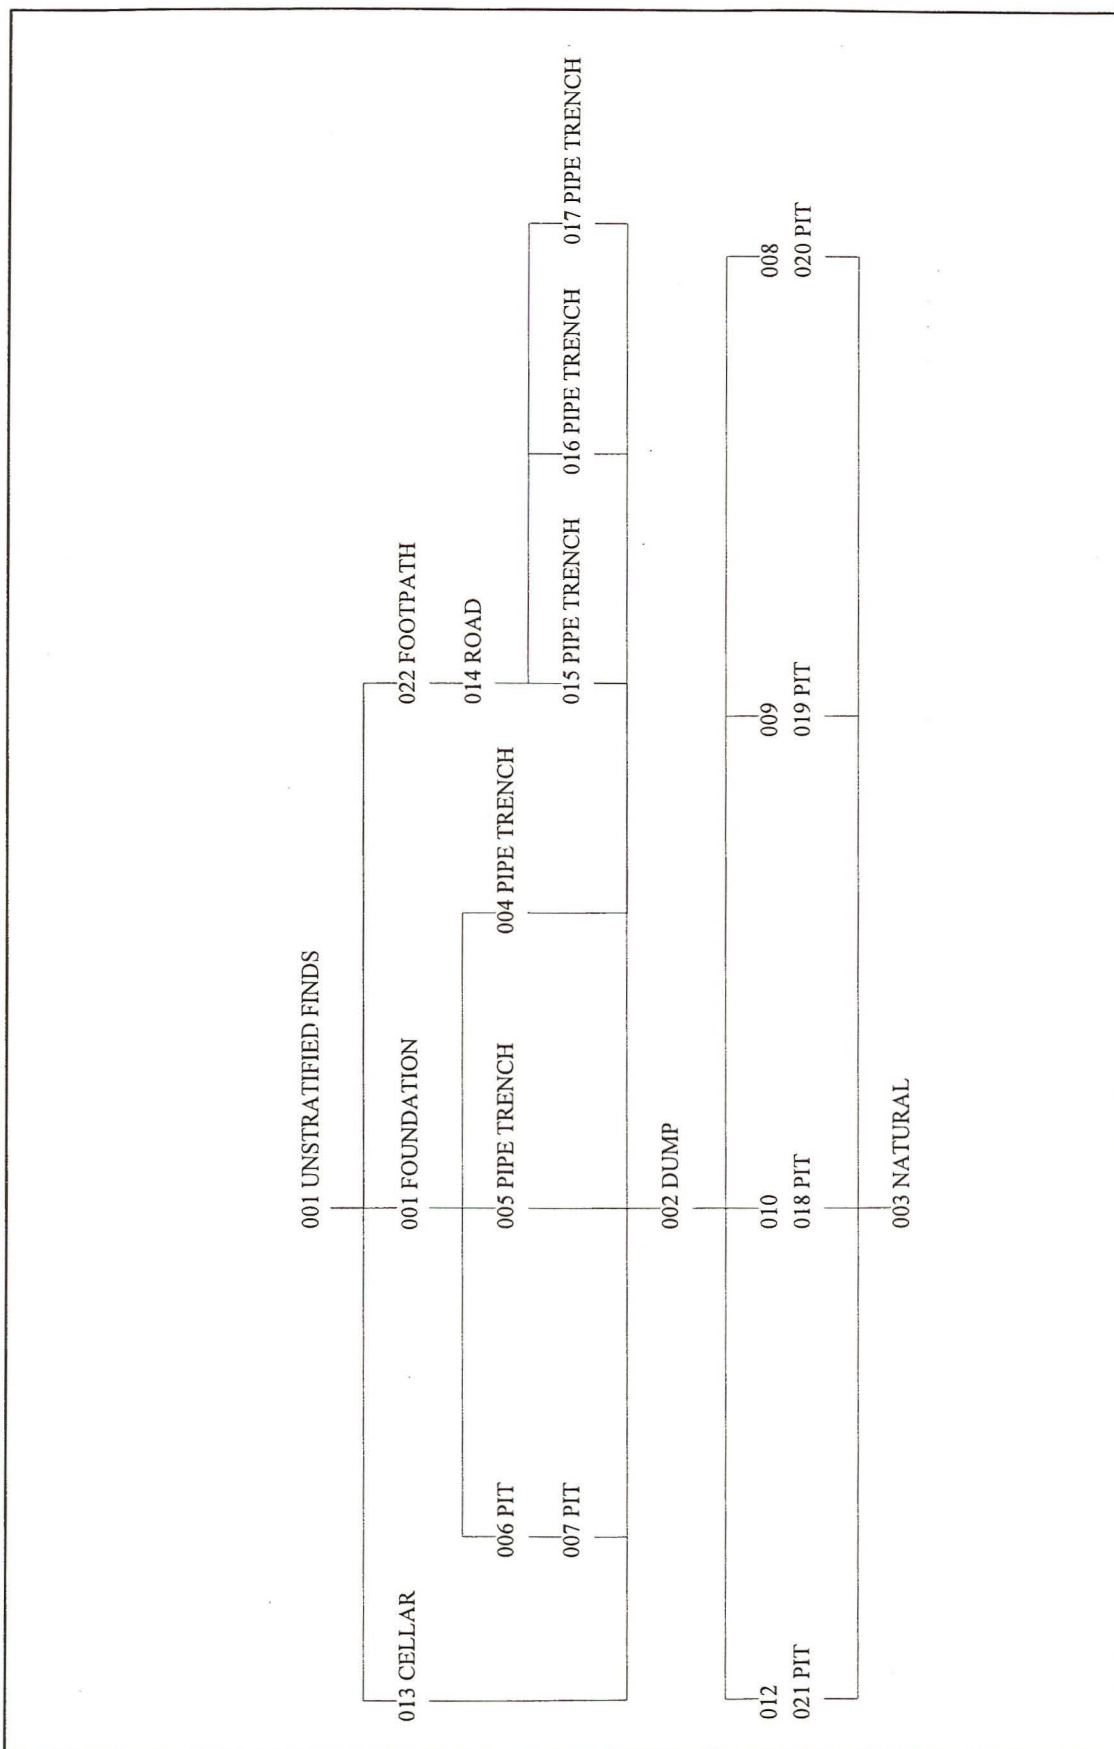 001 UNSTRATIFIED FINDS
013 CELLAR
001 FOUNDATION
022 FOOTPATH
014 ROAD
006 PIT
005 PIPE TRENCH
004 PIPE TRENCH
007 PIT
015 PIPE TRENCH
016 PIPE TRENCH
017 PIPE TRENCH
002 DUMP
012
010
009
008
021 PIT
018 PIT
019 PIT
020 PIT
003 NATURAL